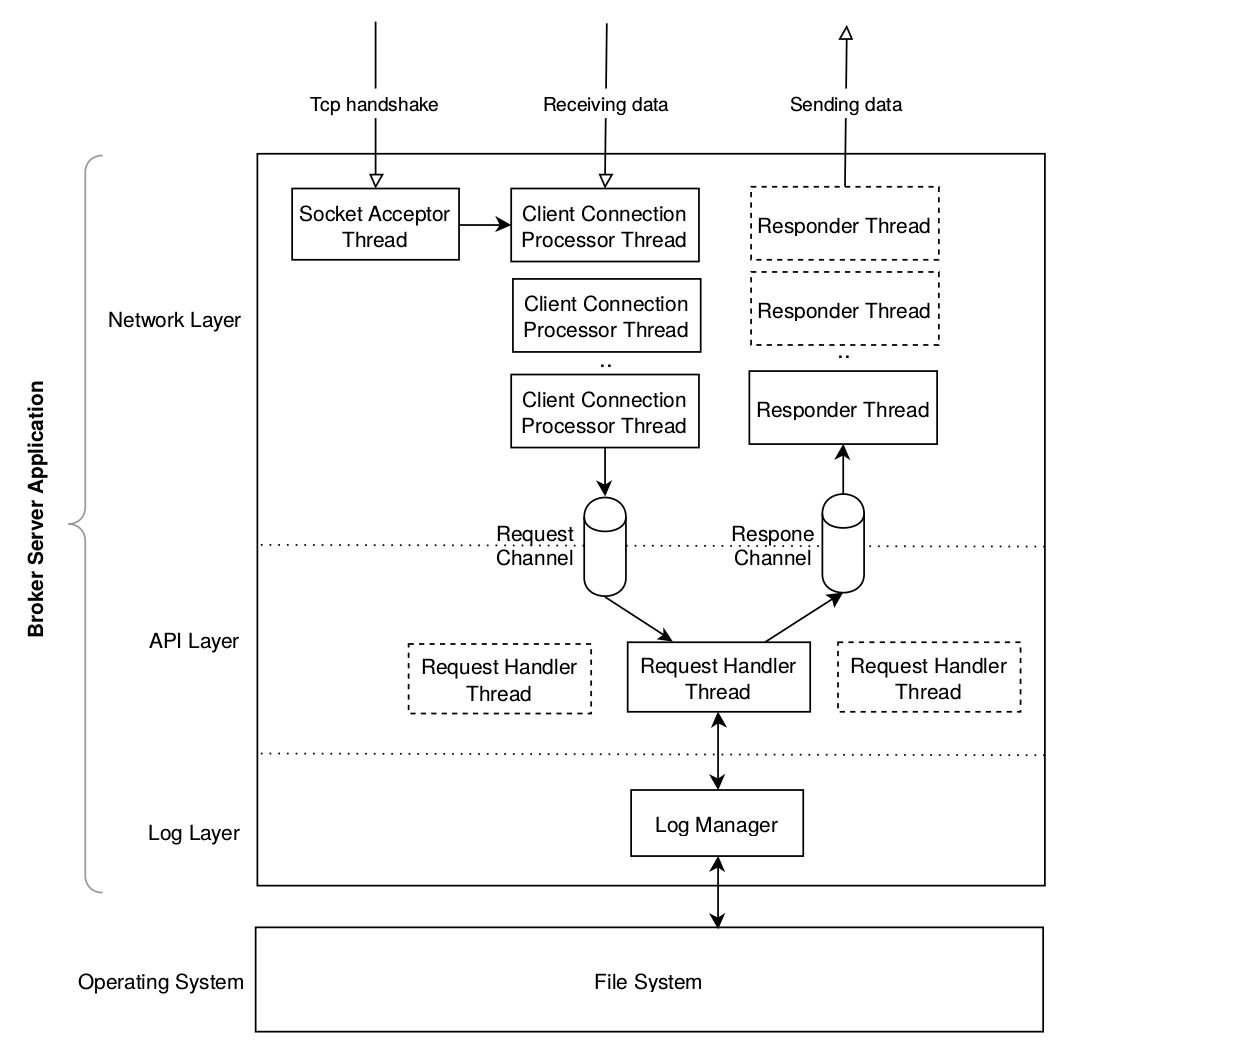 Tcp handshake
Receiving data
Sending data
Socket Acceptor
Thread
Client Connection
Processor Thread
Responder Thread
Client Connection
Processor Thread
Responder Thread
Network Layer
..
..
Client Connection
Processor Thread
Responder Thread
Broker Server Application
Request
Channel
Respone
Channel
API Layer
Request Handler
Thread
Request Handler
Thread
Request Handler
Thread
Log Layer
Log Manager
Operating System
File System